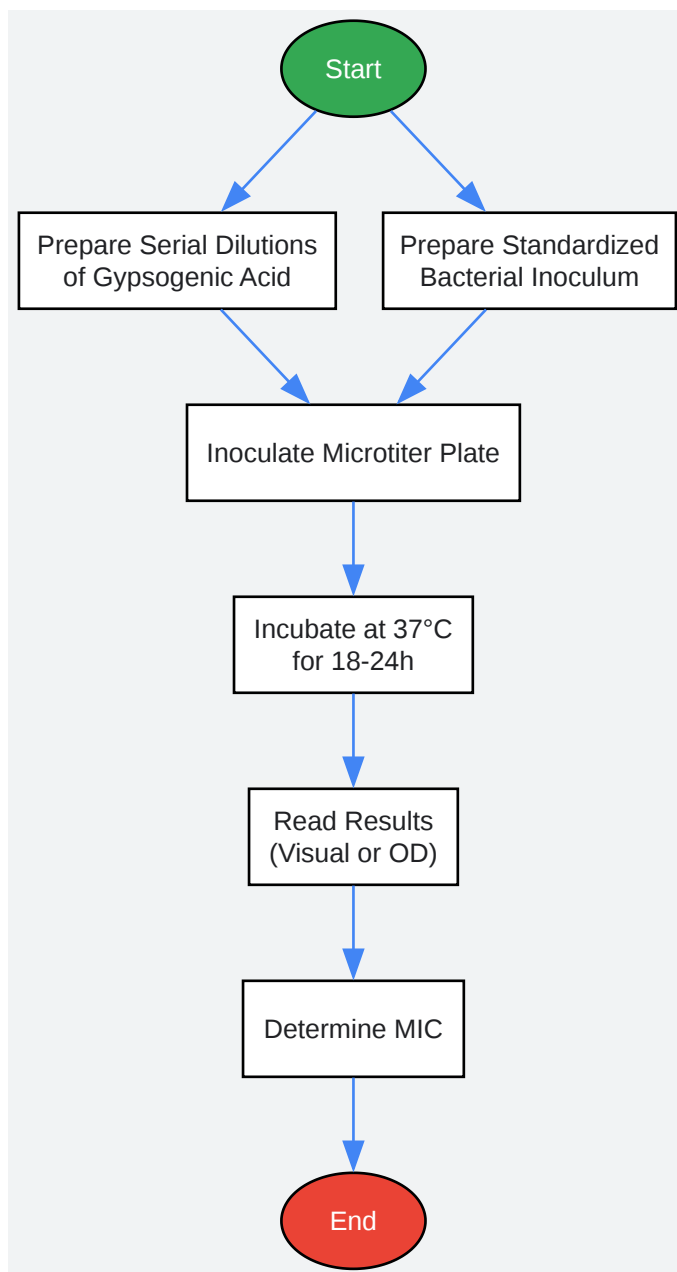 Start
Prepare Serial Dilutions
of Gypsogenic Acid
Prepare Standardized
Bacterial Inoculum
Inoculate Microtiter Plate
Incubate at 37°C
for 18-24h
Read Results
(Visual or OD)
Determine MIC
End